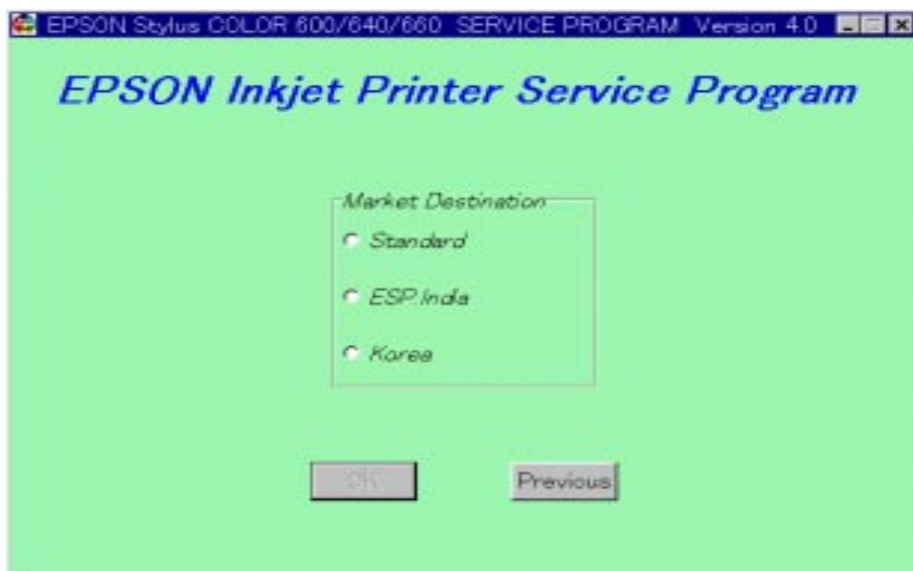 EPSON Stylus COLOR 600/640/660 SERVICE PROGRAM Version 4.0
EPSON Inkjet Printer Service Program
Market Destination
Standard
ESP.India
Korea
OK Previous